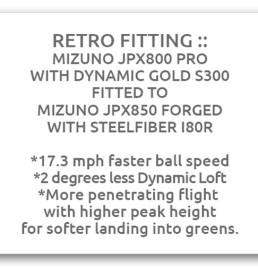 RETRO FITTING ::
MIZUNO JPX800 PRO
WITH DYNAMIC GOLD S300
FITTED TO
MIZUNO JPX850 FORGED
WITH STEELFIBER I80R
*17.3 mph faster ball speed
*2 degrees less Dynamic Loft
*More penetrating flight
with higher peak height
for softer landing into greens.